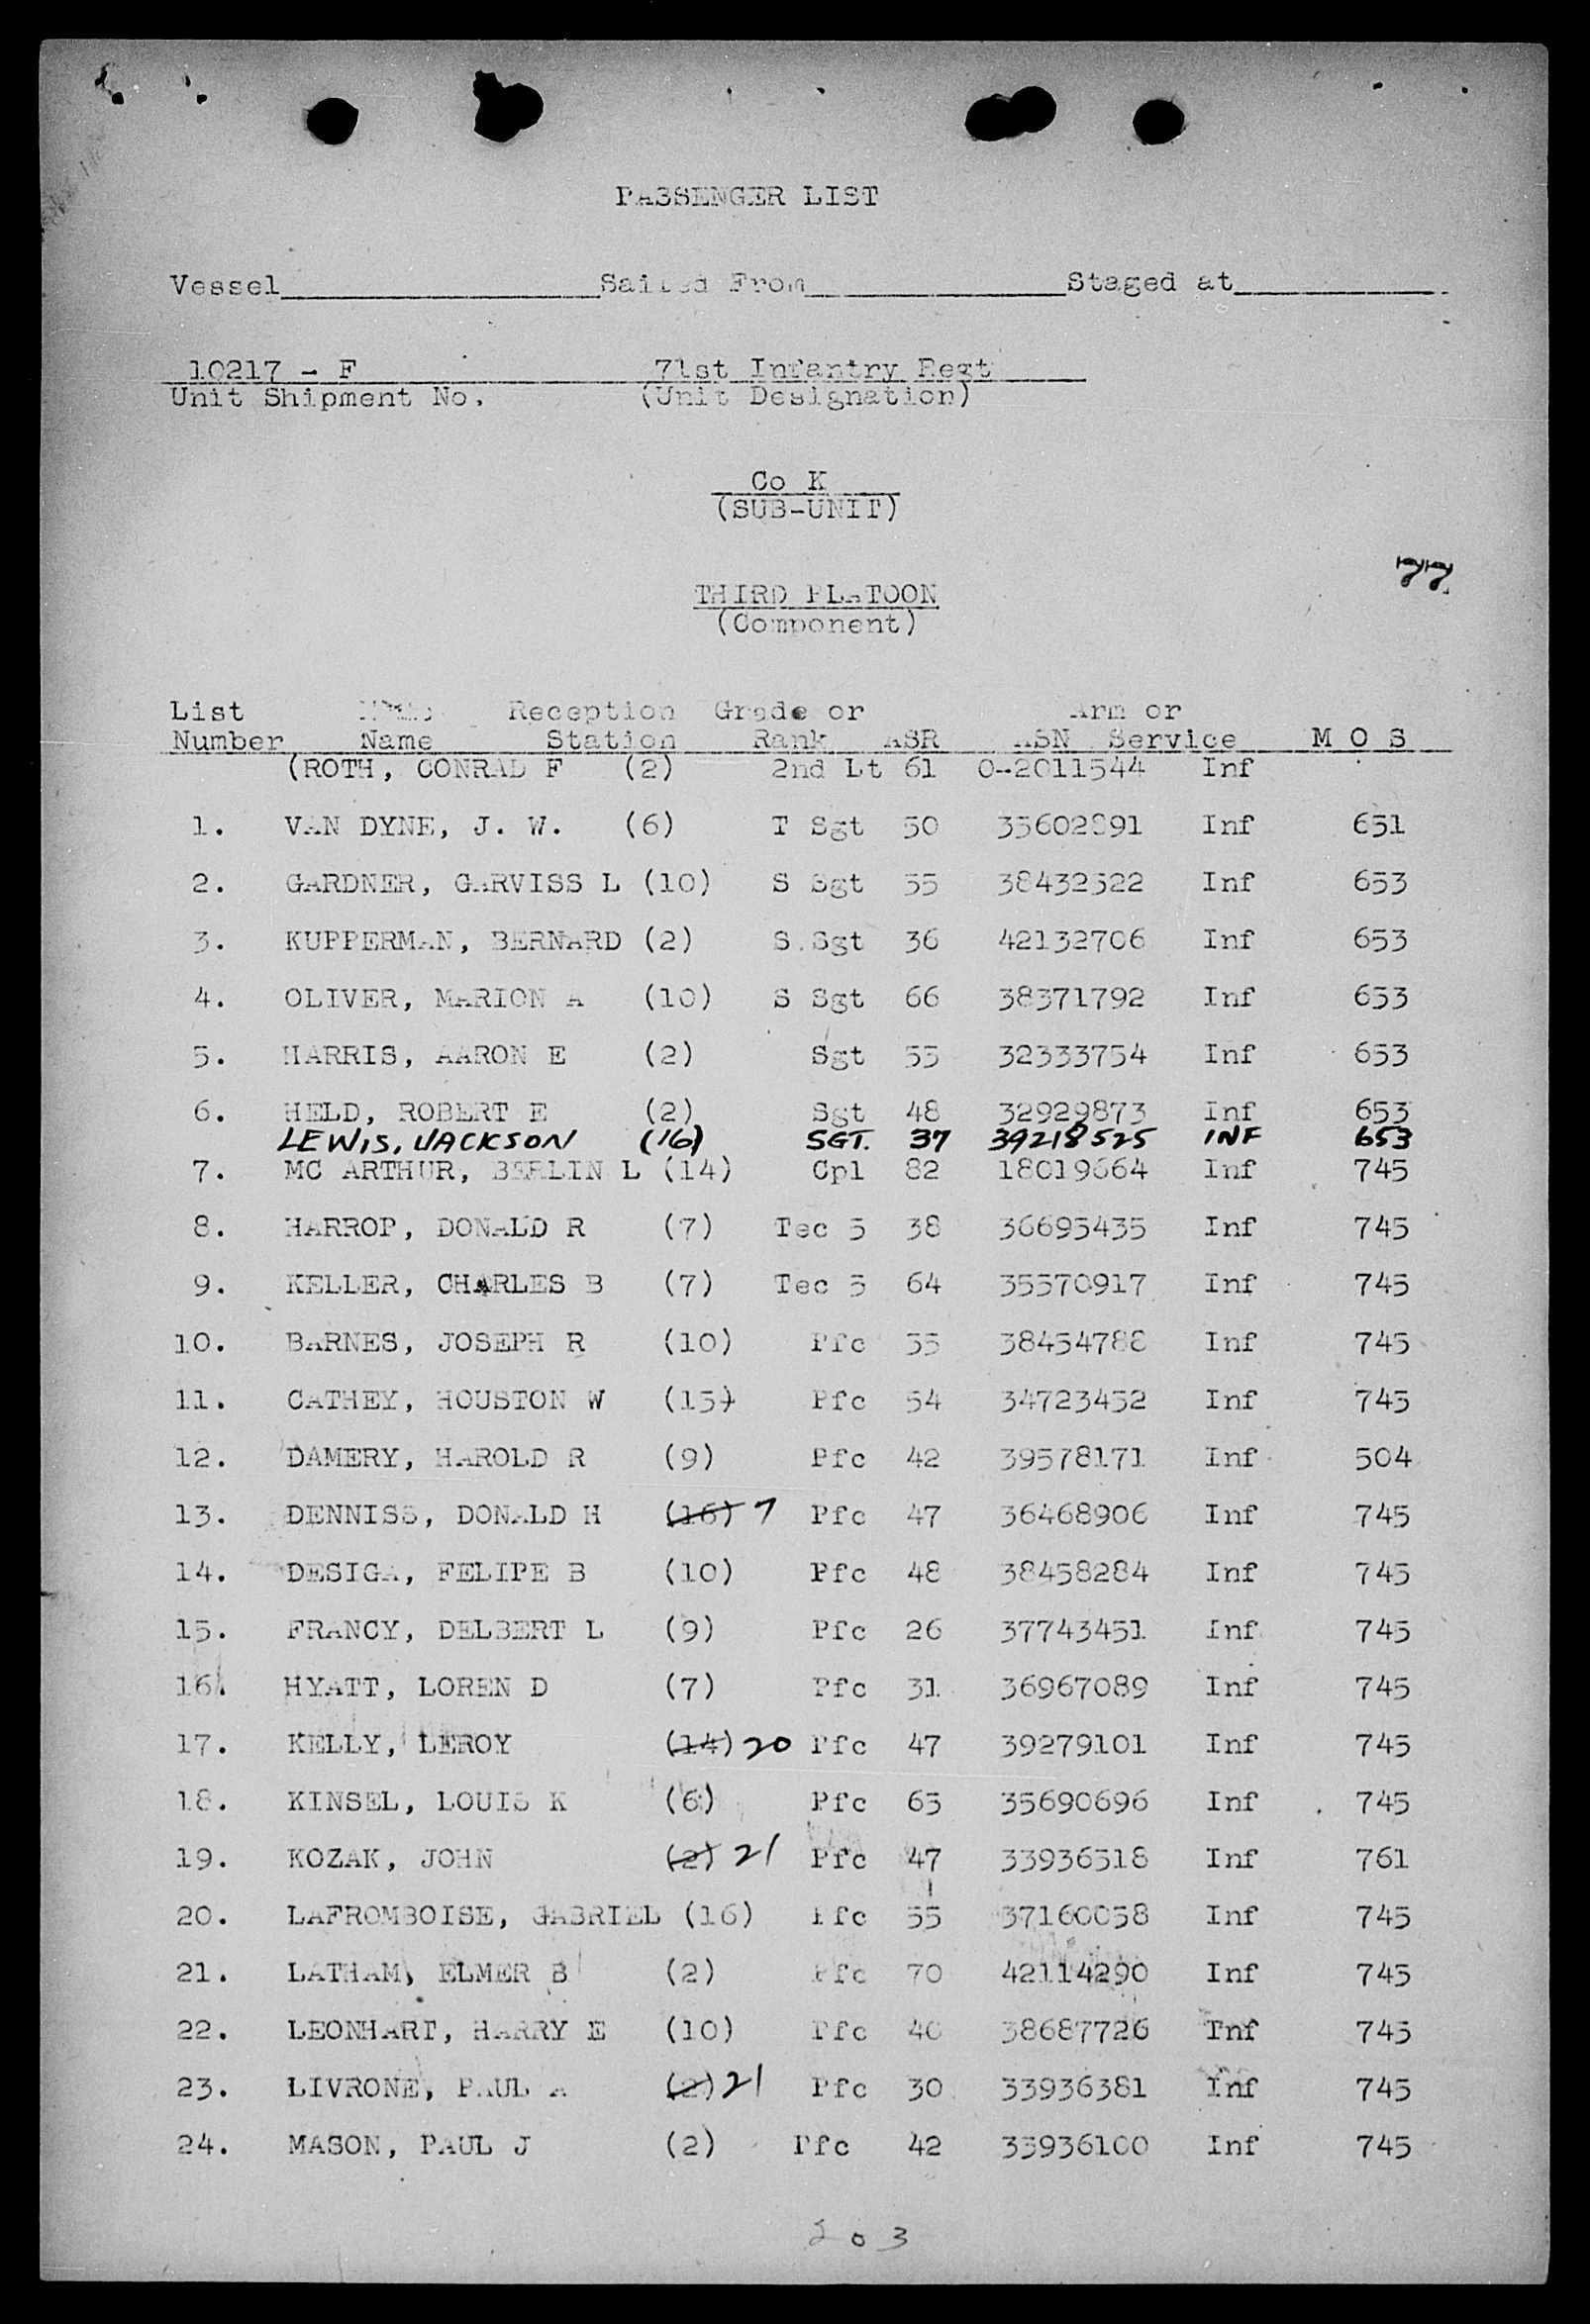 PASSENGER LIST
Vessel Sailed From Staged at
10217 - F 71st Infantry Regt
Unit Shipment No. (Unit Designation)
Co K
(SUB-UNIT)
77
THIRD PLATOON
(Component)
List Name Reception Grade or Arm or
Number Name Station Rank ASR ASN Service M O S
(ROTH, CONRAD F (2) 2nd Lt 61 O-2011544 Inf
1. VAN DYNE, J. W. (6) T Sgt 50 35602891 Inf 651
2. GARDNER, GARVISS L (10) S Sgt 55 38432522 Inf 653
3. KUPPERMAN, BERNARD (2) S Sgt 36 42132706 Inf 653
4. OLIVER, MARION A (10) S Sgt 66 38371792 Inf 653
5. HARRIS, AARON E (2) Sgt 55 32333754 Inf 653
6. HELD, ROBERT E (2) Sgt 48 32929873 Inf 653
LEWIS, JACKSON (16) SGT. 37 39218525 INF 653
7. MC ARTHUR, BERLIN L (14) Cpl 82 18019664 Inf 745
8. HARROP, DONALD R (7) Tec 5 38 36695435 Inf 745
9. KELLER, CHARLES B (7) Tec 5 64 35570917 Inf 745
10. BARNES, JOSEPH R (10) Pfc 55 38454788 Inf 745
11. CATHEY, HOUSTON W (15) Pfc 54 34723452 Inf 745
12. DAMERY, HAROLD R (9) Pfc 42 39578171 Inf 504
13. DENNISS, DONALD H (16) 7 Pfc 47 36468906 Inf 745
14. DESIGA, FELIPE B (10) Pfc 48 38458284 Inf 745
15. FRANCY, DELBERT L (9) Pfc 26 37743451 Inf 745
16. HYATT, LOREN D (7) Pfc 31 36967089 Inf 745
17. KELLY, LEROY (14) 20 Pfc 47 39279101 Inf 745
18. KINSEL, LOUIS K (6) Pfc 63 35690696 Inf 745
19. KOZAK, JOHN (2) 21 Pfc 47 33936518 Inf 761
20. LAFROMBOISE, GABRIEL (16) Pfc 55 37160058 Inf 745
21. LATHAM, ELMER B (2) Pfc 70 42114290 Inf 745
22. LEONHART, HARRY E (10) Pfc 38687726 Inf 745
23. LIVRONE, PAUL A (2) 21 Pfc 30 33936381 Inf 745
24. MASON, PAUL J (2) Pfc 42 33936100 Inf 745
203